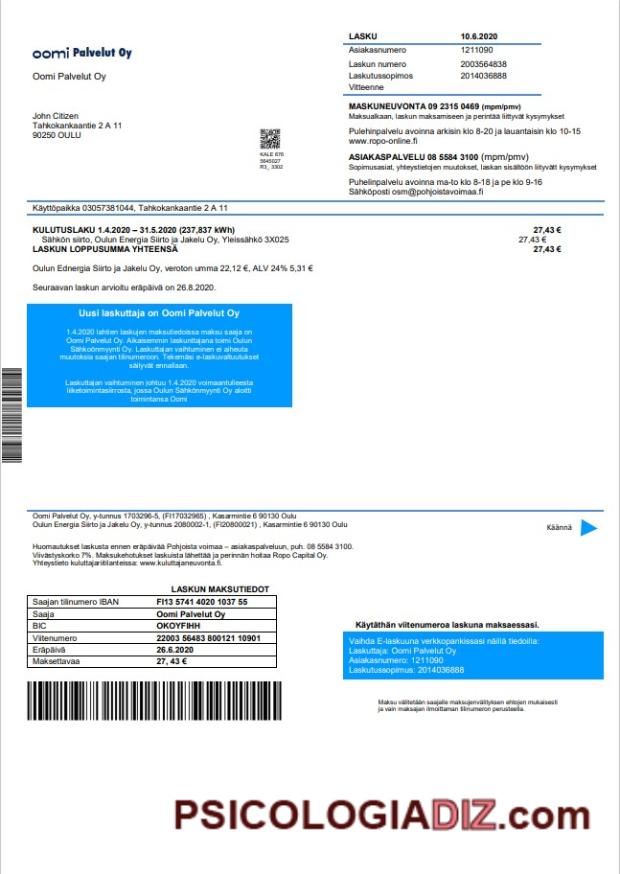 oomi Palvelut Oy
Oomi Palvelut Oy
John Citizen
Tahkokankaantie 2 A 11
90250 OULU
KALE 676
5645027
R3_ 3302
LASKU 10.6.2020
Asiakasnumero 1211090
Laskun numero 2003564838
Laskutussopimos 2014036888
Vitteenne
MASKUNEUVONTA 09 2315 0469 (mpm/pmv)
Maksualkaan, laskun maksamiseen ja perintää liittyvät kysymykset
Pulehinpalvelu avoinna arkisin klo 8-20 ja lauantaisin klo 10-15
www.ropo-online.fi
ASIAKASPALVELU 08 5584 3100 (mpm/pmv)
Sopimusasiat, yhteystietojen muutokset, laskan sisältöön liityvätt kysymykset
Puhelinpalvelu avoinna ma-to klo 8-18 ja pe klo 9-16
Sähköposti osm@pohjoistavoimaa.fi
Käyttöpaikka 03057381044, Tahkokankaantie 2 A 11
KULUTUSLAKU 1.4.2020 – 31.5.2020 (237,837 kWh) 27,43 €
Sähkön siirto, Oulun Energia Siirto ja Jakelu Oy, Yleissähkö 3X025 27,43 €
LASKUN LOPPUSUMMA YHTEENSÄ 27,43 €
Oulun Ednergia Siirto ja Jakelu Oy, veroton umma 22,12 €, ALV 24% 5,31 €
Seuraavan laskun arvioitu eräpäivä on 26.8.2020.
Uusi laskuttaja on Oomi Palvelut Oy
1.4.2020 lahtien laskujen maksutiedoissa maksu saaja on
Oomi Palvelut Oy. Aikaisemmin laskunittajana toimi Oulun
Sähkoönmyynti Oy. Laskuttajan vaihtuminen ei aiheuta
muutoksia saajan tilinumeroon. Tekemäsi e-laskuvaltuutukset
säilyvät ennallaan.
Laskuttajan vaihtuminen johtuu 1.4.2020 voimaantulleesta
liiketoimintasiirrosta, jossa Oulun Sähkönmyynti Oy aloitti
toimintansa Oomi
Oomi Palvelut Oy, y-tunnus 1703296-5, (FI17032965) , Kasarmintie 6 90130 Oulu
Oulun Energia Siirto ja Jakelu Oy, y-tunnus 2080002-1, (FI20800021) , Kasarmintie 6 90130 Oulu
Käännä
Huomautukset laskusta ennen eräpäivää Pohjoista voimaa – asiakaspalveluun, puh. 08 5584 3100.
Viivästyskorko 7%. Maksukehotukset laskuista lähettää ja perinnän hoitaa Ropo Capital Oy.
Yhteystieto kuluttajaritilanteissa: www.kuluttajaneuvonta.fi.
LASKUN MAKSUTIEDOT
Saajan tilinumero IBAN FI13 5741 4020 1037 55
Saaja Oomi Palvelut Oy
BIC OKOYFIHH
Viitenumero 22003 56483 800121 10901
Eräpäivä 26.6.2020
Maksettavaa 27, 43 €
Käytäthän viitenumeroa laskuna maksaessasi.
Vaihda E-laskuuna verkkopankissasi näillä tiedoilla:
Laskuttaja: Oomi Palvelut Oy
Asiakasnumero: 1211090
Laskutussopimus: 2014036888
Maksu välitetään saajalle maksujenvälityksen ehtojen mukaisesti
ja vain maksajan ilmoittaman tilinumeron perusteella.
PSICOLOGIADIZ.com